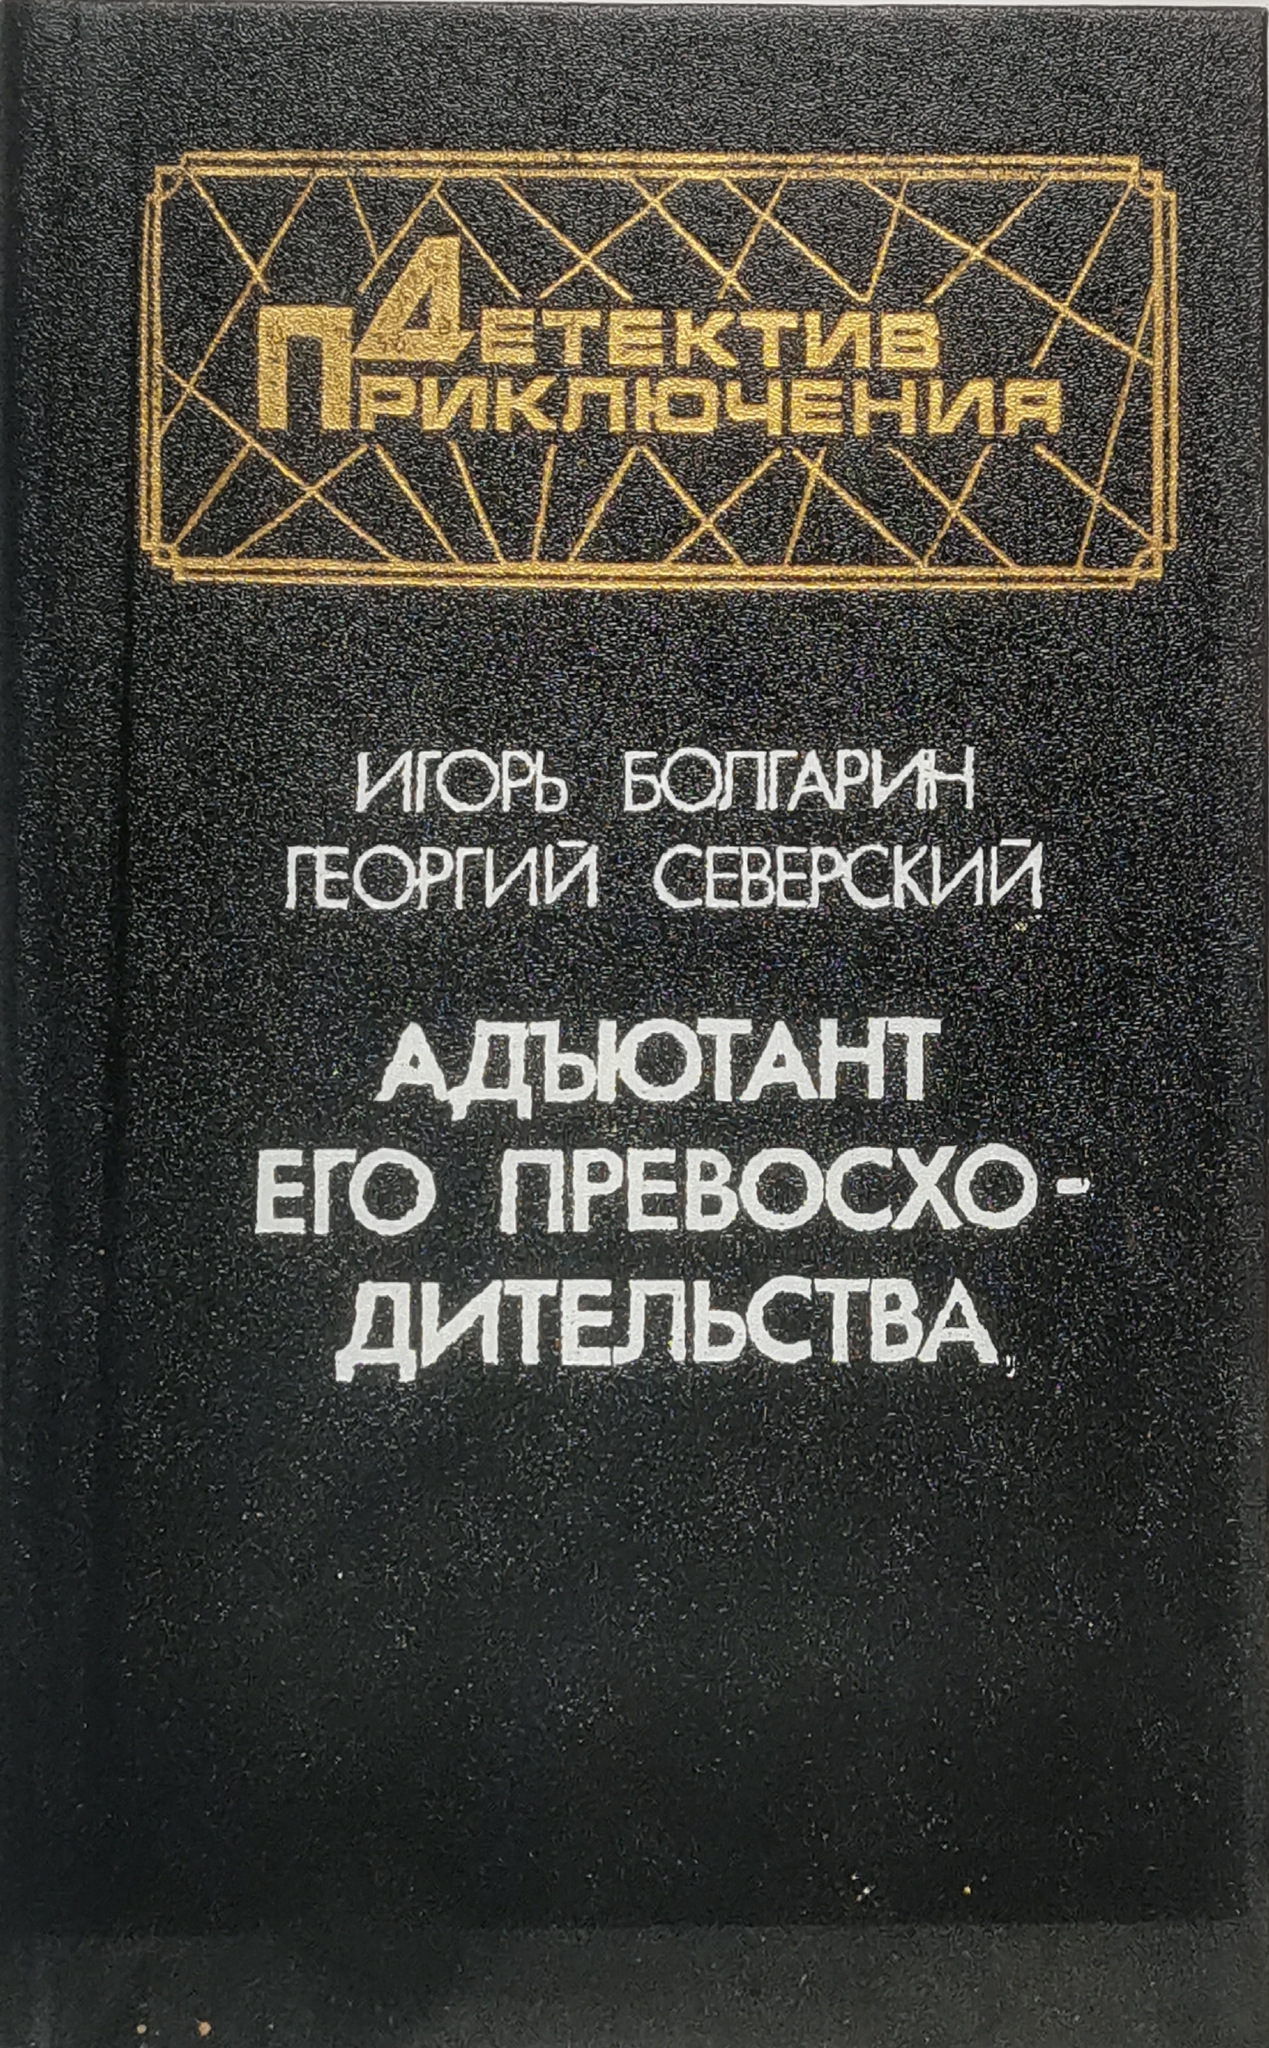 ДЕТЕКТИВ
ПРИКЛЮЧЕНИЯ
ИГОРЬ БОЛГАРИН
ГЕОРГИЙ СЕВЕРСКИЙ
АДЪЮТАНТ
ЕГО ПРЕВОСХО-
ДИТЕЛЬСТВА